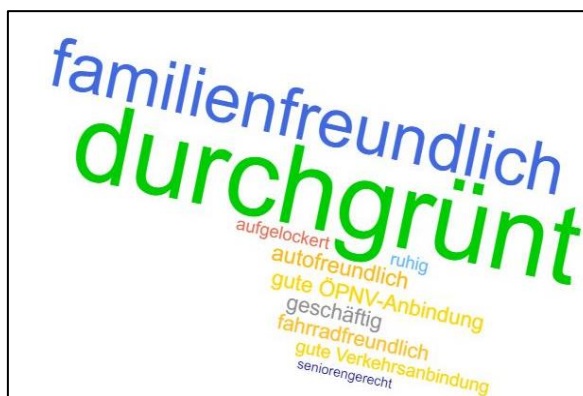 familienfreundlich
durchgrünt
aufgelockert
ruhig
autofreundlich
gute ÖPNV-Anbindung
geschäftig
fahrradfreundlich
gute Verkehrsanbindung
seniorengerecht